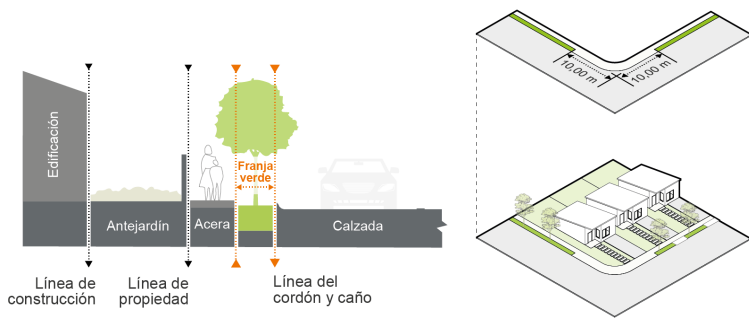 Edificación
Franja
verde
Antejardín
Acera
Calzada
Línea de
construcción
Línea de
propiedad
Línea del
cordón y caño
10,00 m
10,00 m